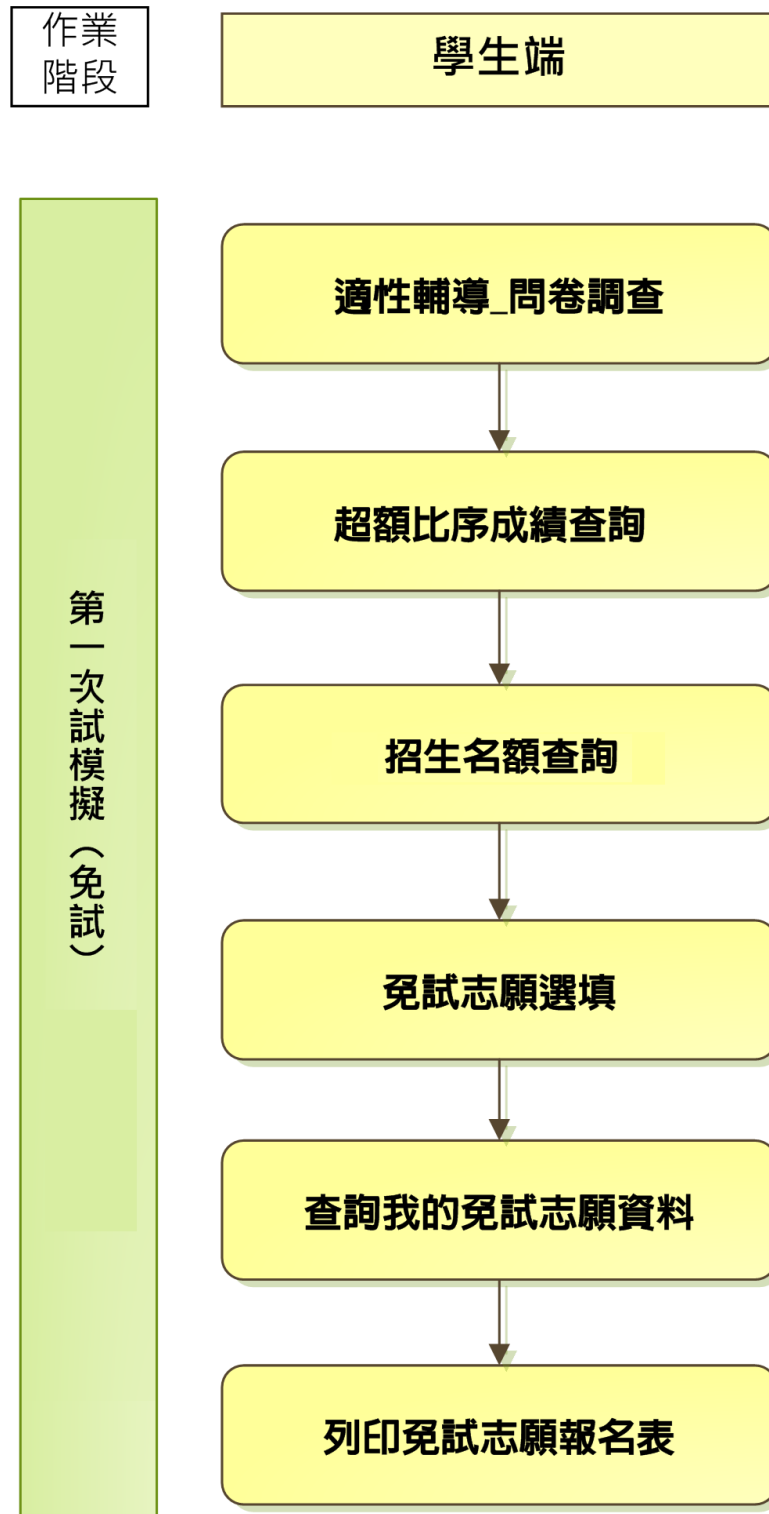 作業
階段
學生端
適性輔導_問卷調查
超額比序成績查詢
第一次試模擬（免試）
招生名額查詢
免試志願選填
查詢我的免試志願資料
列印免試志願報名表